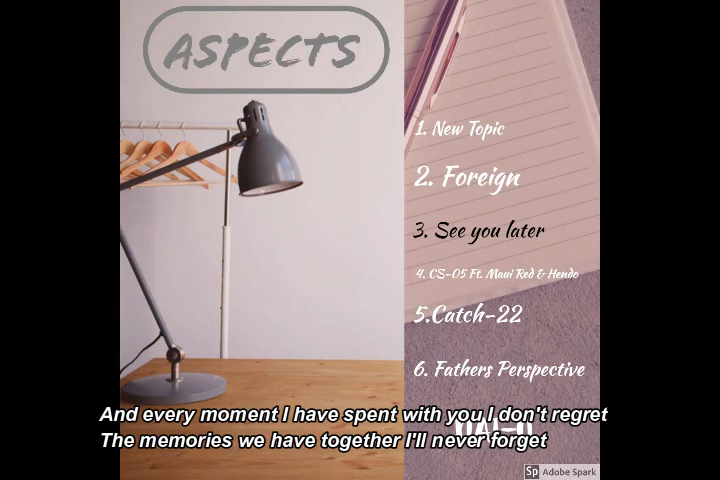 ASPECTS
1. New Topic
2. Foreign
3. See you later
4. CS-05 Ft. Maui Red & Hendo
5.Catch-22
6. Fathers Perspective
And every moment I have spent with you I don't regret
The memories we have together I'll never forget
Sp Adobe Spark